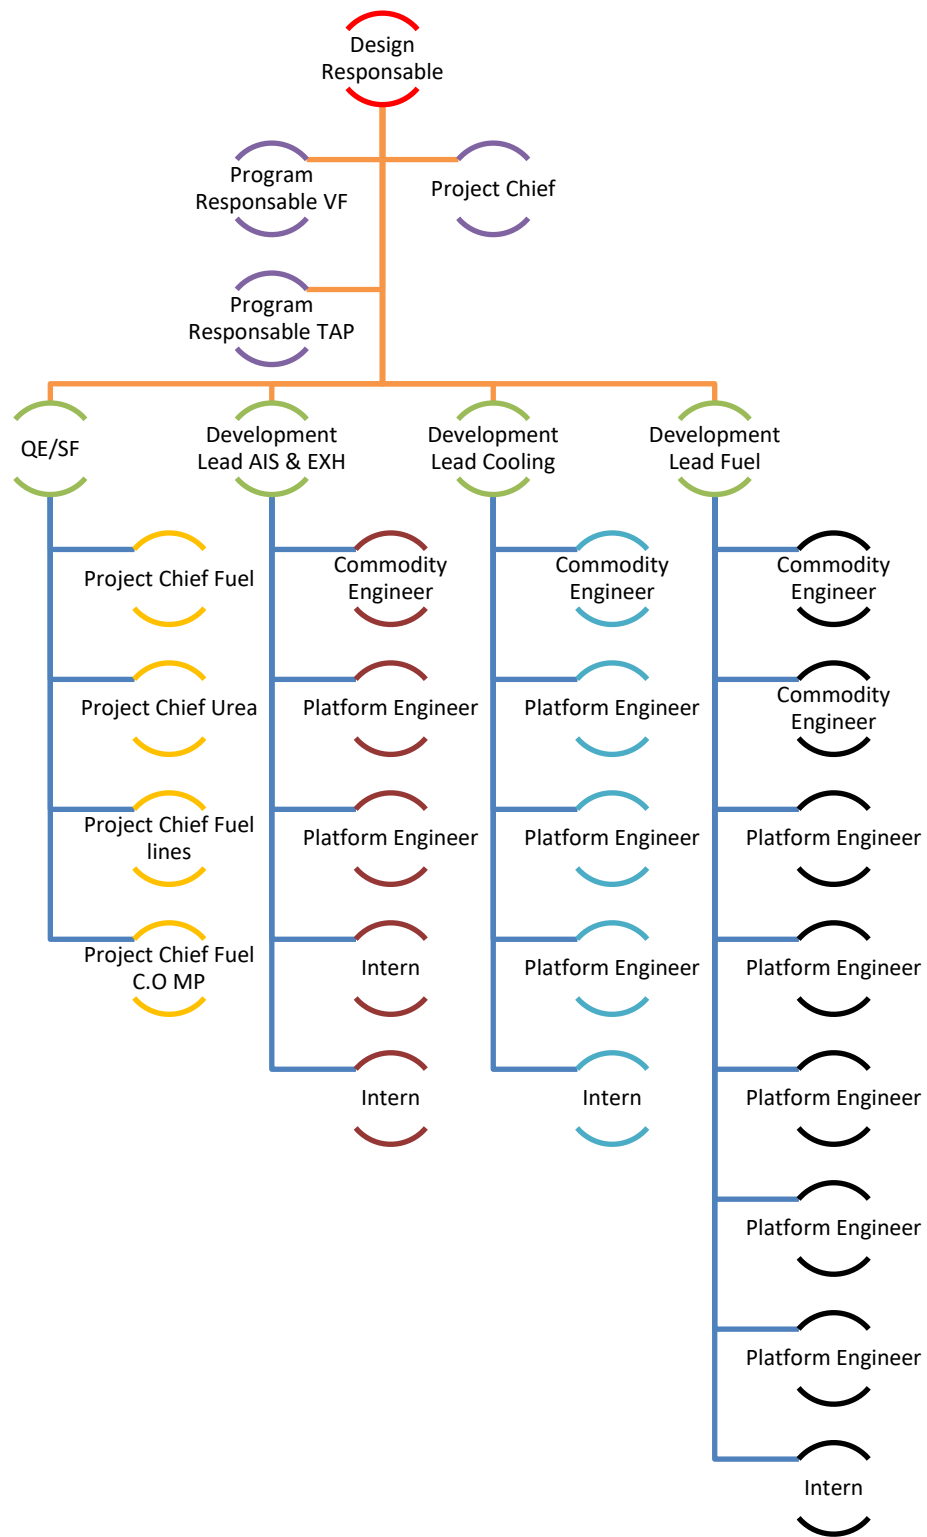 Design
Responsable
Program
Responsable VF
Project Chief
Program
Responsable TAP
QE/SF
Development
Lead AIS & EXH
Development
Lead Cooling
Development
Lead Fuel
Project Chief Fuel
Project Chief Urea
Project Chief Fuel
lines
Project Chief Fuel
C.O MP
Commodity
Engineer
Platform Engineer
Platform Engineer
Intern
Intern
Commodity
Engineer
Platform Engineer
Platform Engineer
Platform Engineer
Intern
Commodity
Engineer
Commodity
Engineer
Platform Engineer
Platform Engineer
Platform Engineer
Platform Engineer
Platform Engineer
Intern